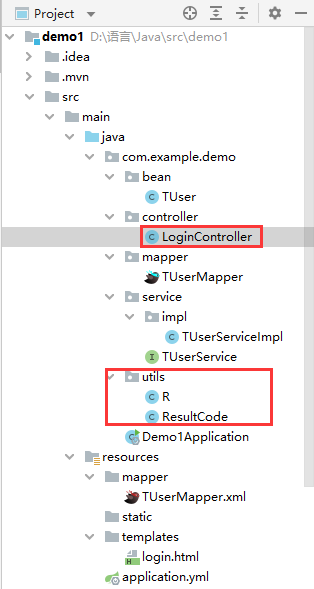 Project
demo1 D:\语言\Java\src\demo1
.idea
.mvn
src
main
java
com.example.demo
bean
TUser
controller
LoginController
mapper
TUserMapper
service
impl
TUserServiceImpl
TUserService
utils
R
ResultCode
Demo1Application
resources
mapper
TUserMapper.xml
static
templates
login.html
application.yml